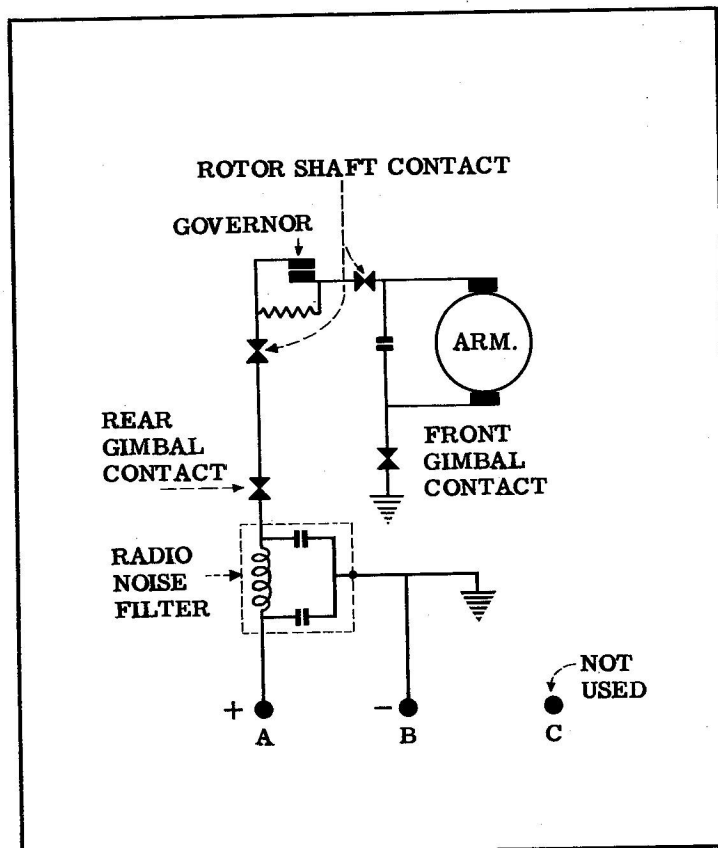 ROTOR SHAFT CONTACT
GOVERNOR
ARM.
REAR
GIMBAL
CONTACT
FRONT
GIMBAL
CONTACT
RADIO
NOISE
FILTER
NOT
USED
+
A
−
B
C